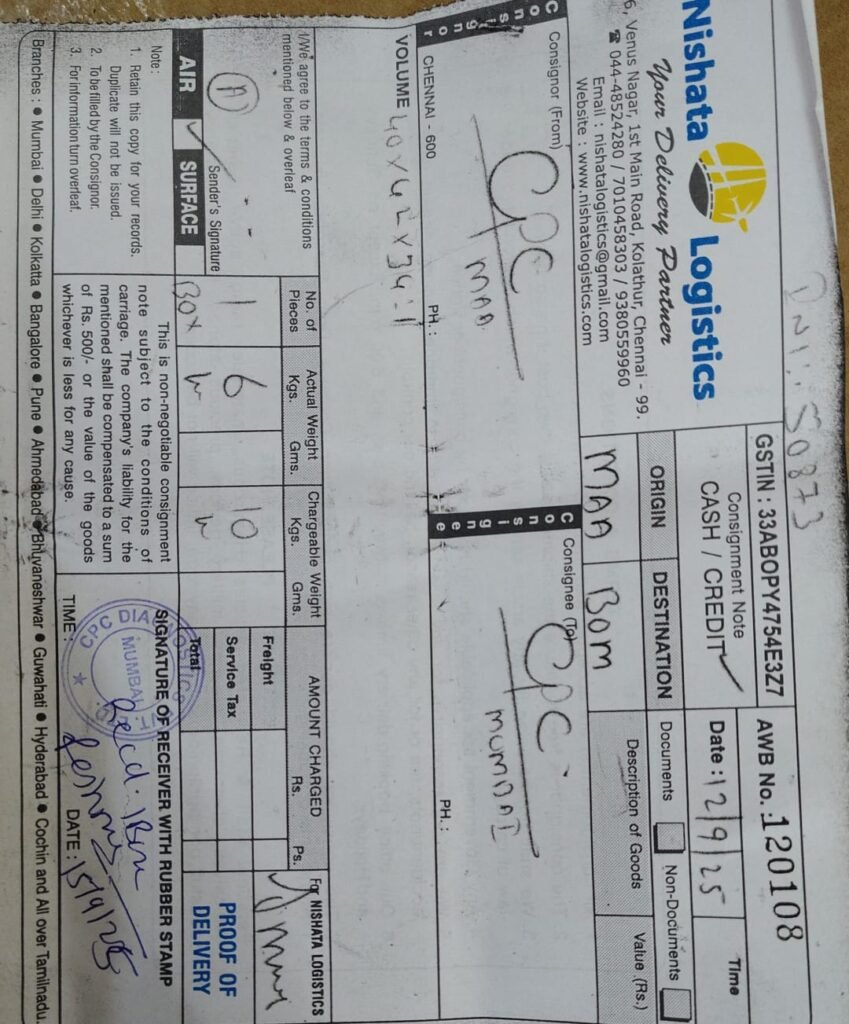 DNI: 50873
Nishata Logistics
Your Delivery Partner
6, Venus Nagar, 1st Main Road, Kolathur, Chennai - 99.
☎ 044-48524280 / 7010458303 / 9380559960
Email : nishatalogistics@gmail.com
Website : www.nishatalogistics.com
GSTIN : 33ABOPY4754E3Z7
AWB No. 120108
Consignment Note
CASH / CREDIT ✓
Date : 12/9/25
Time
ORIGIN
DESTINATION
MAA
BOM
Documents
Non-Documents
Description of Goods
Value (Rs.)
Consignor
Consignor (From)
CPC
MAA
CHENNAI - 600
PH. :
Consignee
Consignee (To)
CPC
MUMBAI
PH. :
VOLUME 40 x 42 x 34 : 1
I/We agree to the terms & conditions
mentioned below & overleaf
Sender's Signature
AIR ✓ SURFACE
No. of
Pieces
Actual Weight
Kgs. Gms.
Chargeable Weight
Kgs. Gms.
AMOUNT CHARGED
Rs. Ps.
1
Box
6
10
Freight
Service Tax
Total
For NISHATA LOGISTICS
PROOF OF
DELIVERY
Note :
1. Retain this copy for your records.
Duplicate will not be issued.
2. To be filled by the Consignor.
3. For information turn overleaf.
This is non-negotiable consignment
note subject to the conditions of
carriage. The company's liability for the
mentioned shall be compensated to a sum
of Rs. 500/- or the value of the goods
whichever is less for any cause.
SIGNATURE OF RECEIVER WITH RUBBER STAMP
CPC DIAGNOSTICS
MUMBAI
Recd. 1 Box
TIME :
DATE : 15/9/25
Branches : ● Mumbai ● Delhi ● Kolkatta ● Bangalore ● Pune ● Ahmedabad ● Bhuvaneshwar ● Guwahati ● Hyderabad ● Cochin and All over Tamilnadu.